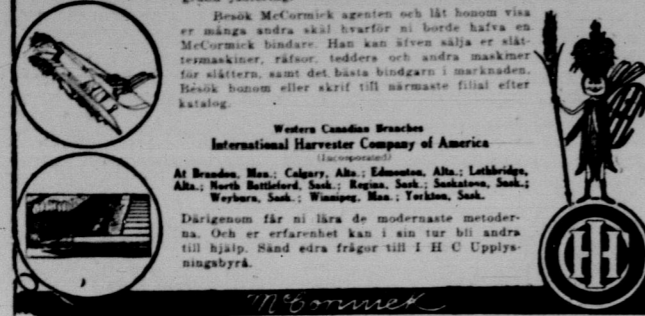 Besök McCormick agenten och låt honom visa
er många andra skäl hvarför ni borde hafva en
McCormick bindare. Han kan äfven sälja er slåt-
termaskiner, räfsor, tedders och andra maskiner
för slåttern, samt det bästa bindgarn i marknaden.
Besök honom eller skrif till närmaste filial efter
katalog.
Western Canadian Branches
International Harvester Company of America
(Incorporated)
At Brandon, Man.; Calgary, Alta.; Edmonton, Alta.; Lethbridge,
Alta.; North Battleford, Sask.; Regina, Sask.; Saskatoon, Sask.;
Weyburn, Sask.; Winnipeg, Man.; Yorkton, Sask.
Därigenom får ni lära de modernaste metoder-
na. Och er erfarenhet kan i sin tur bli andra
till hjälp. Sänd edra frågor till I H C Upplys-
ningsbyrå.
IHC
McCormick